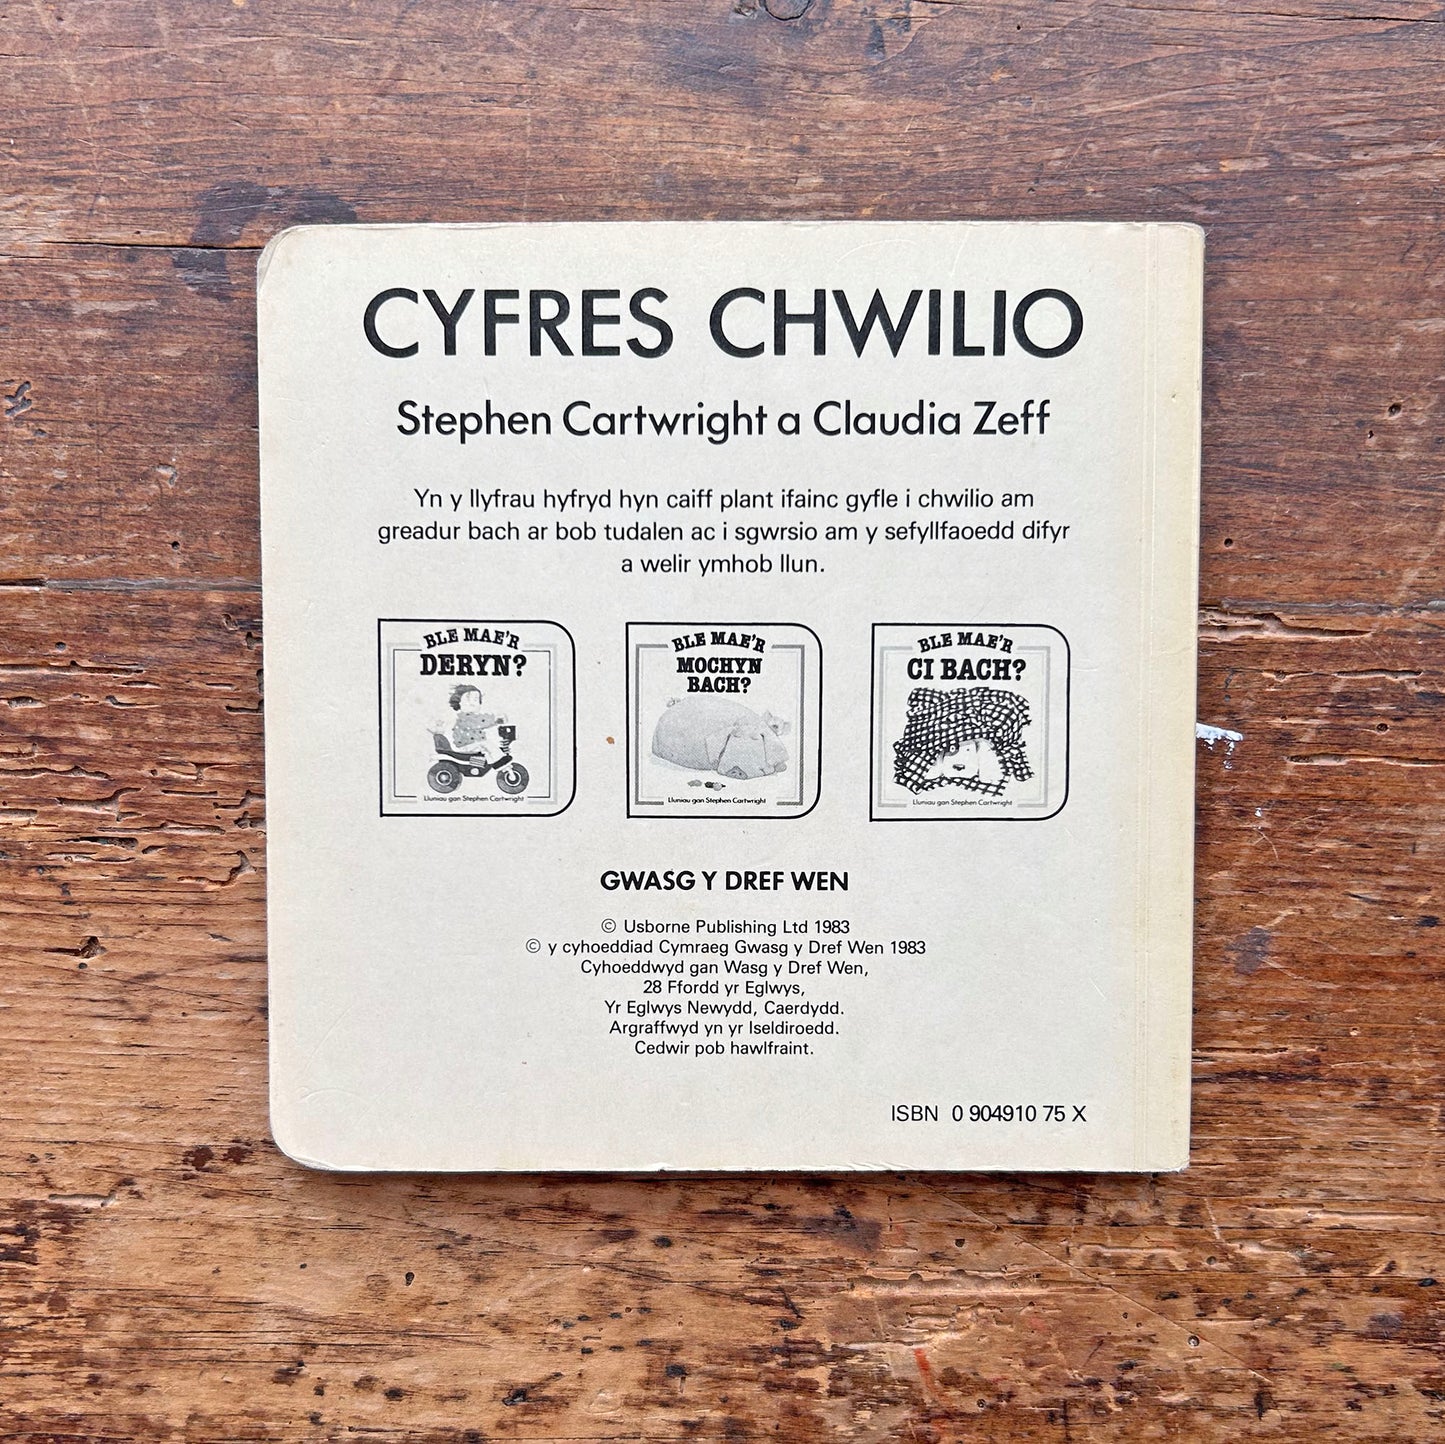 CYFRES CHWILIO
Stephen Cartwright a Claudia Zeff
Yn y llyfrau hyfryd hyn caiff plant ifainc gyfle i chwilio am
greadur bach ar bob tudalen ac i sgwrsio am y sefyllfaoedd difyr
a welir ymhob llun.
BLE MAE'R
DERYN?
Lluniau gan Stephen Cartwright
BLE MAE'R
MOCHYN
BACH?
Lluniau gan Stephen Cartwright
BLE MAE'R
CI BACH?
Lluniau gan Stephen Cartwright
GWASG Y DREF WEN
© Usborne Publishing Ltd 1983
© y cyhoeddiad Cymraeg Gwasg y Dref Wen 1983
Cyhoeddwyd gan Wasg y Dref Wen,
28 Ffordd yr Eglwys,
Yr Eglwys Newydd, Caerdydd.
Argraffwyd yn yr Iseldiroedd.
Cedwir pob hawlfraint.
ISBN 0 904910 75 X